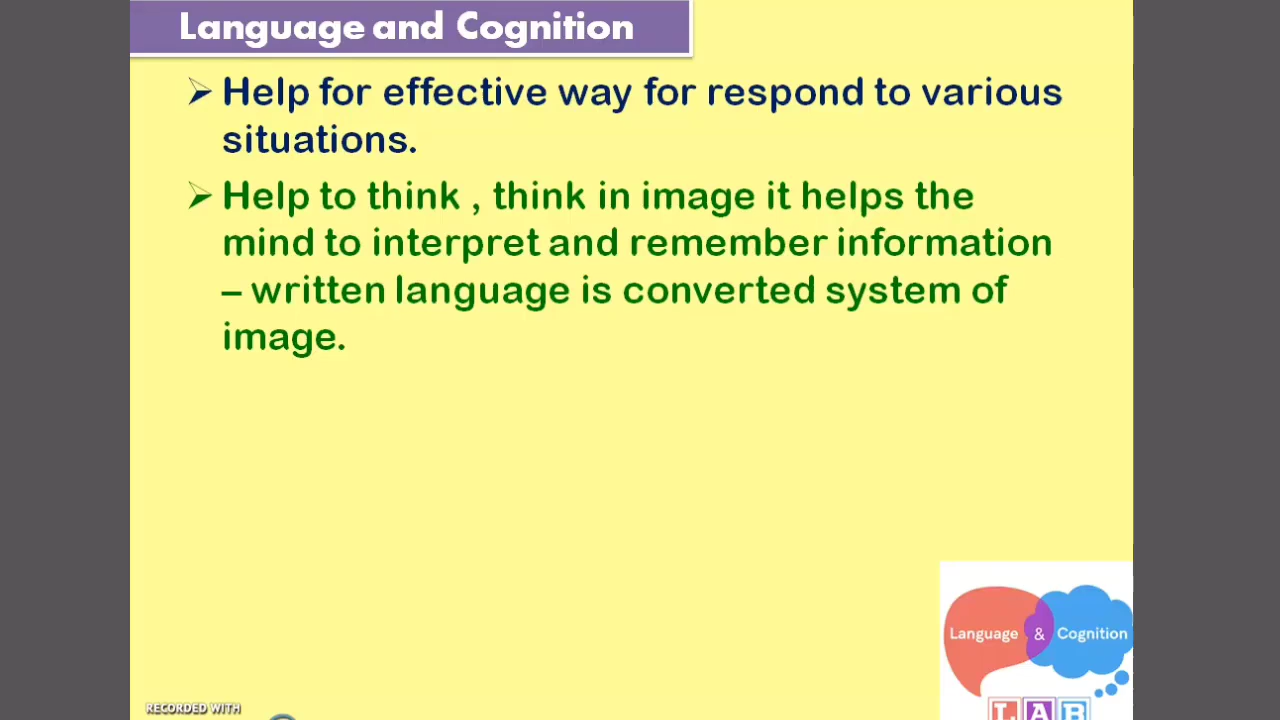 Language and Cognition
➢ Help for effective way for respond to various
situations.
➢ Help to think , think in image it helps the
mind to interpret and remember information
– written language is converted system of
image.
Language & Cognition
LAB
RECORDED WITH